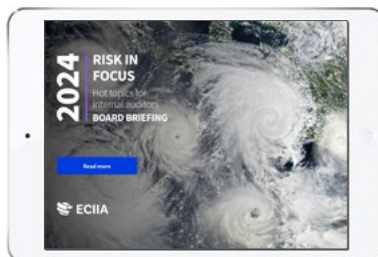 2024
RISK IN
FOCUS
Hot topics for
internal auditors
BOARD BRIEFING
Read more
ECIIA